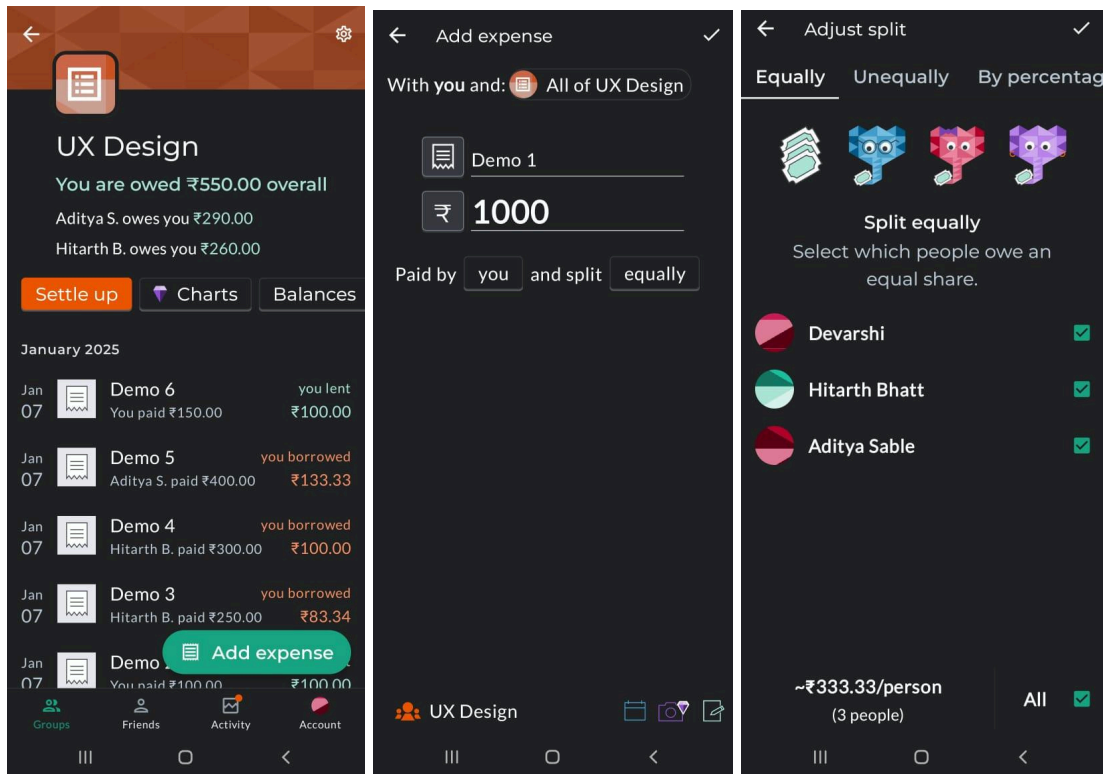 UX Design
You are owed ₹550.00 overall
Aditya S. owes you ₹290.00
Hitarth B. owes you ₹260.00
Settle up
Charts
Balances
January 2025
Jan 07
Demo 6
You paid ₹150.00
you lent
₹100.00
Jan 07
Demo 5
Aditya S. paid ₹400.00
you borrowed
₹133.33
Jan 07
Demo 4
Hitarth B. paid ₹300.00
you borrowed
₹100.00
Jan 07
Demo 3
Hitarth B. paid ₹250.00
you borrowed
₹83.34
Jan 07
Demo
You paid ₹100.00
₹100.00
Add expense
Groups
Friends
Activity
Account
Add expense
With you and: All of UX Design
Demo 1
₹ 1000
Paid by you and split equally
UX Design
Adjust split
Equally
Unequally
By percentag
Split equally
Select which people owe an
equal share.
Devarshi
Hitarth Bhatt
Aditya Sable
~₹333.33/person
(3 people)
All